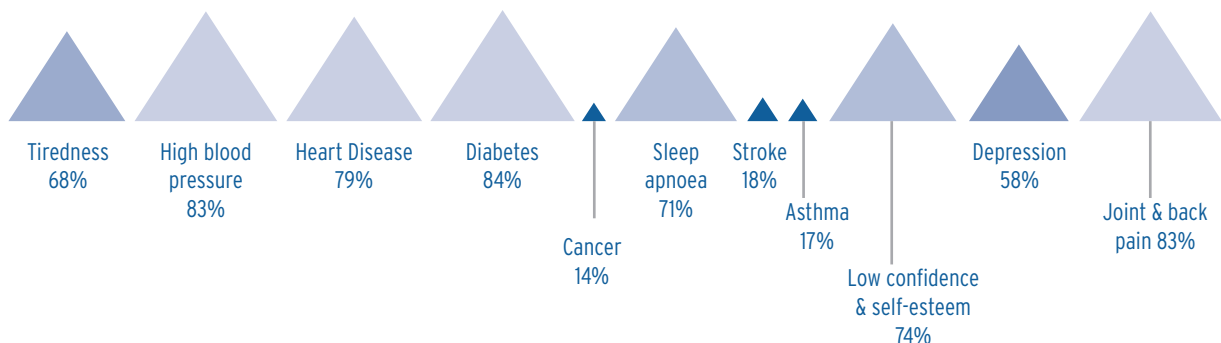 Tiredness
68%
High blood
pressure
83%
Heart Disease
79%
Diabetes
84%
Cancer
14%
Sleep
apnoea
71%
Stroke
18%
Asthma
17%
Low confidence
& self-esteem
74%
Depression
58%
Joint & back
pain 83%